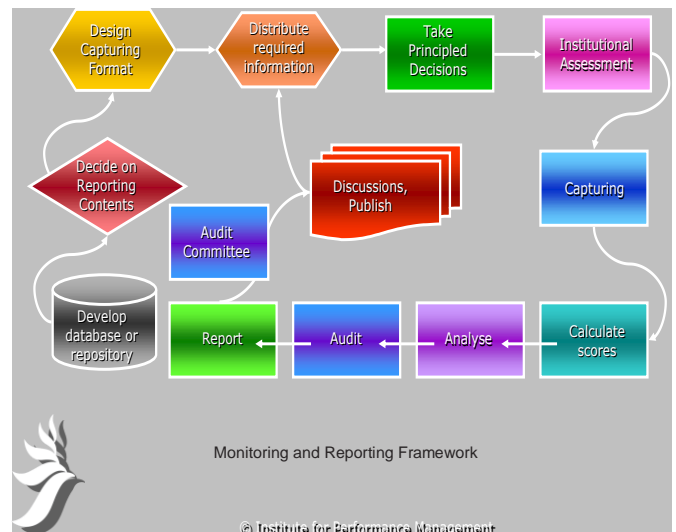 Design
Capturing
Format
Distribute
required
information
Take
Principled
Decisions
Institutional
Assessment
Decide on
Reporting
Contents
Discussions,
Publish
Capturing
Audit
Committee
Develop
database or
repository
Report
Audit
Analyse
Calculate
scores
Monitoring and Reporting Framework
© Institute for Performance Management